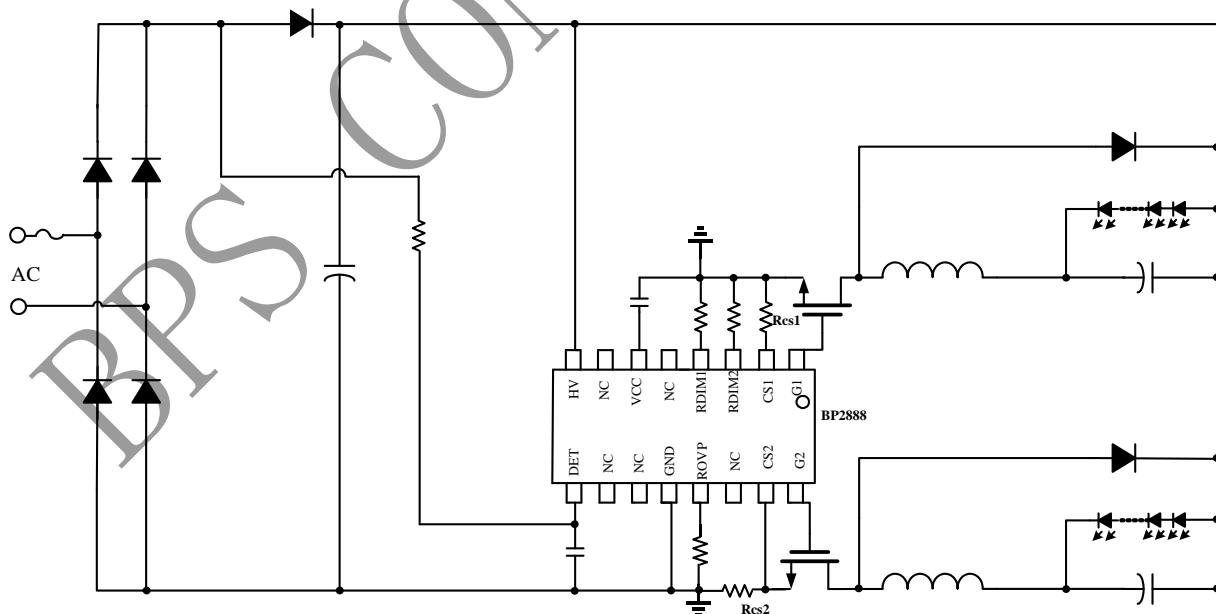 BPS CON
AC
Rcs1
HV
NC
VCC
NC
RDIM1
RDIM2
CS1
G1
BP2888
DET
NC
NC
GND
ROVP
NC
CS2
G2
Rcs2